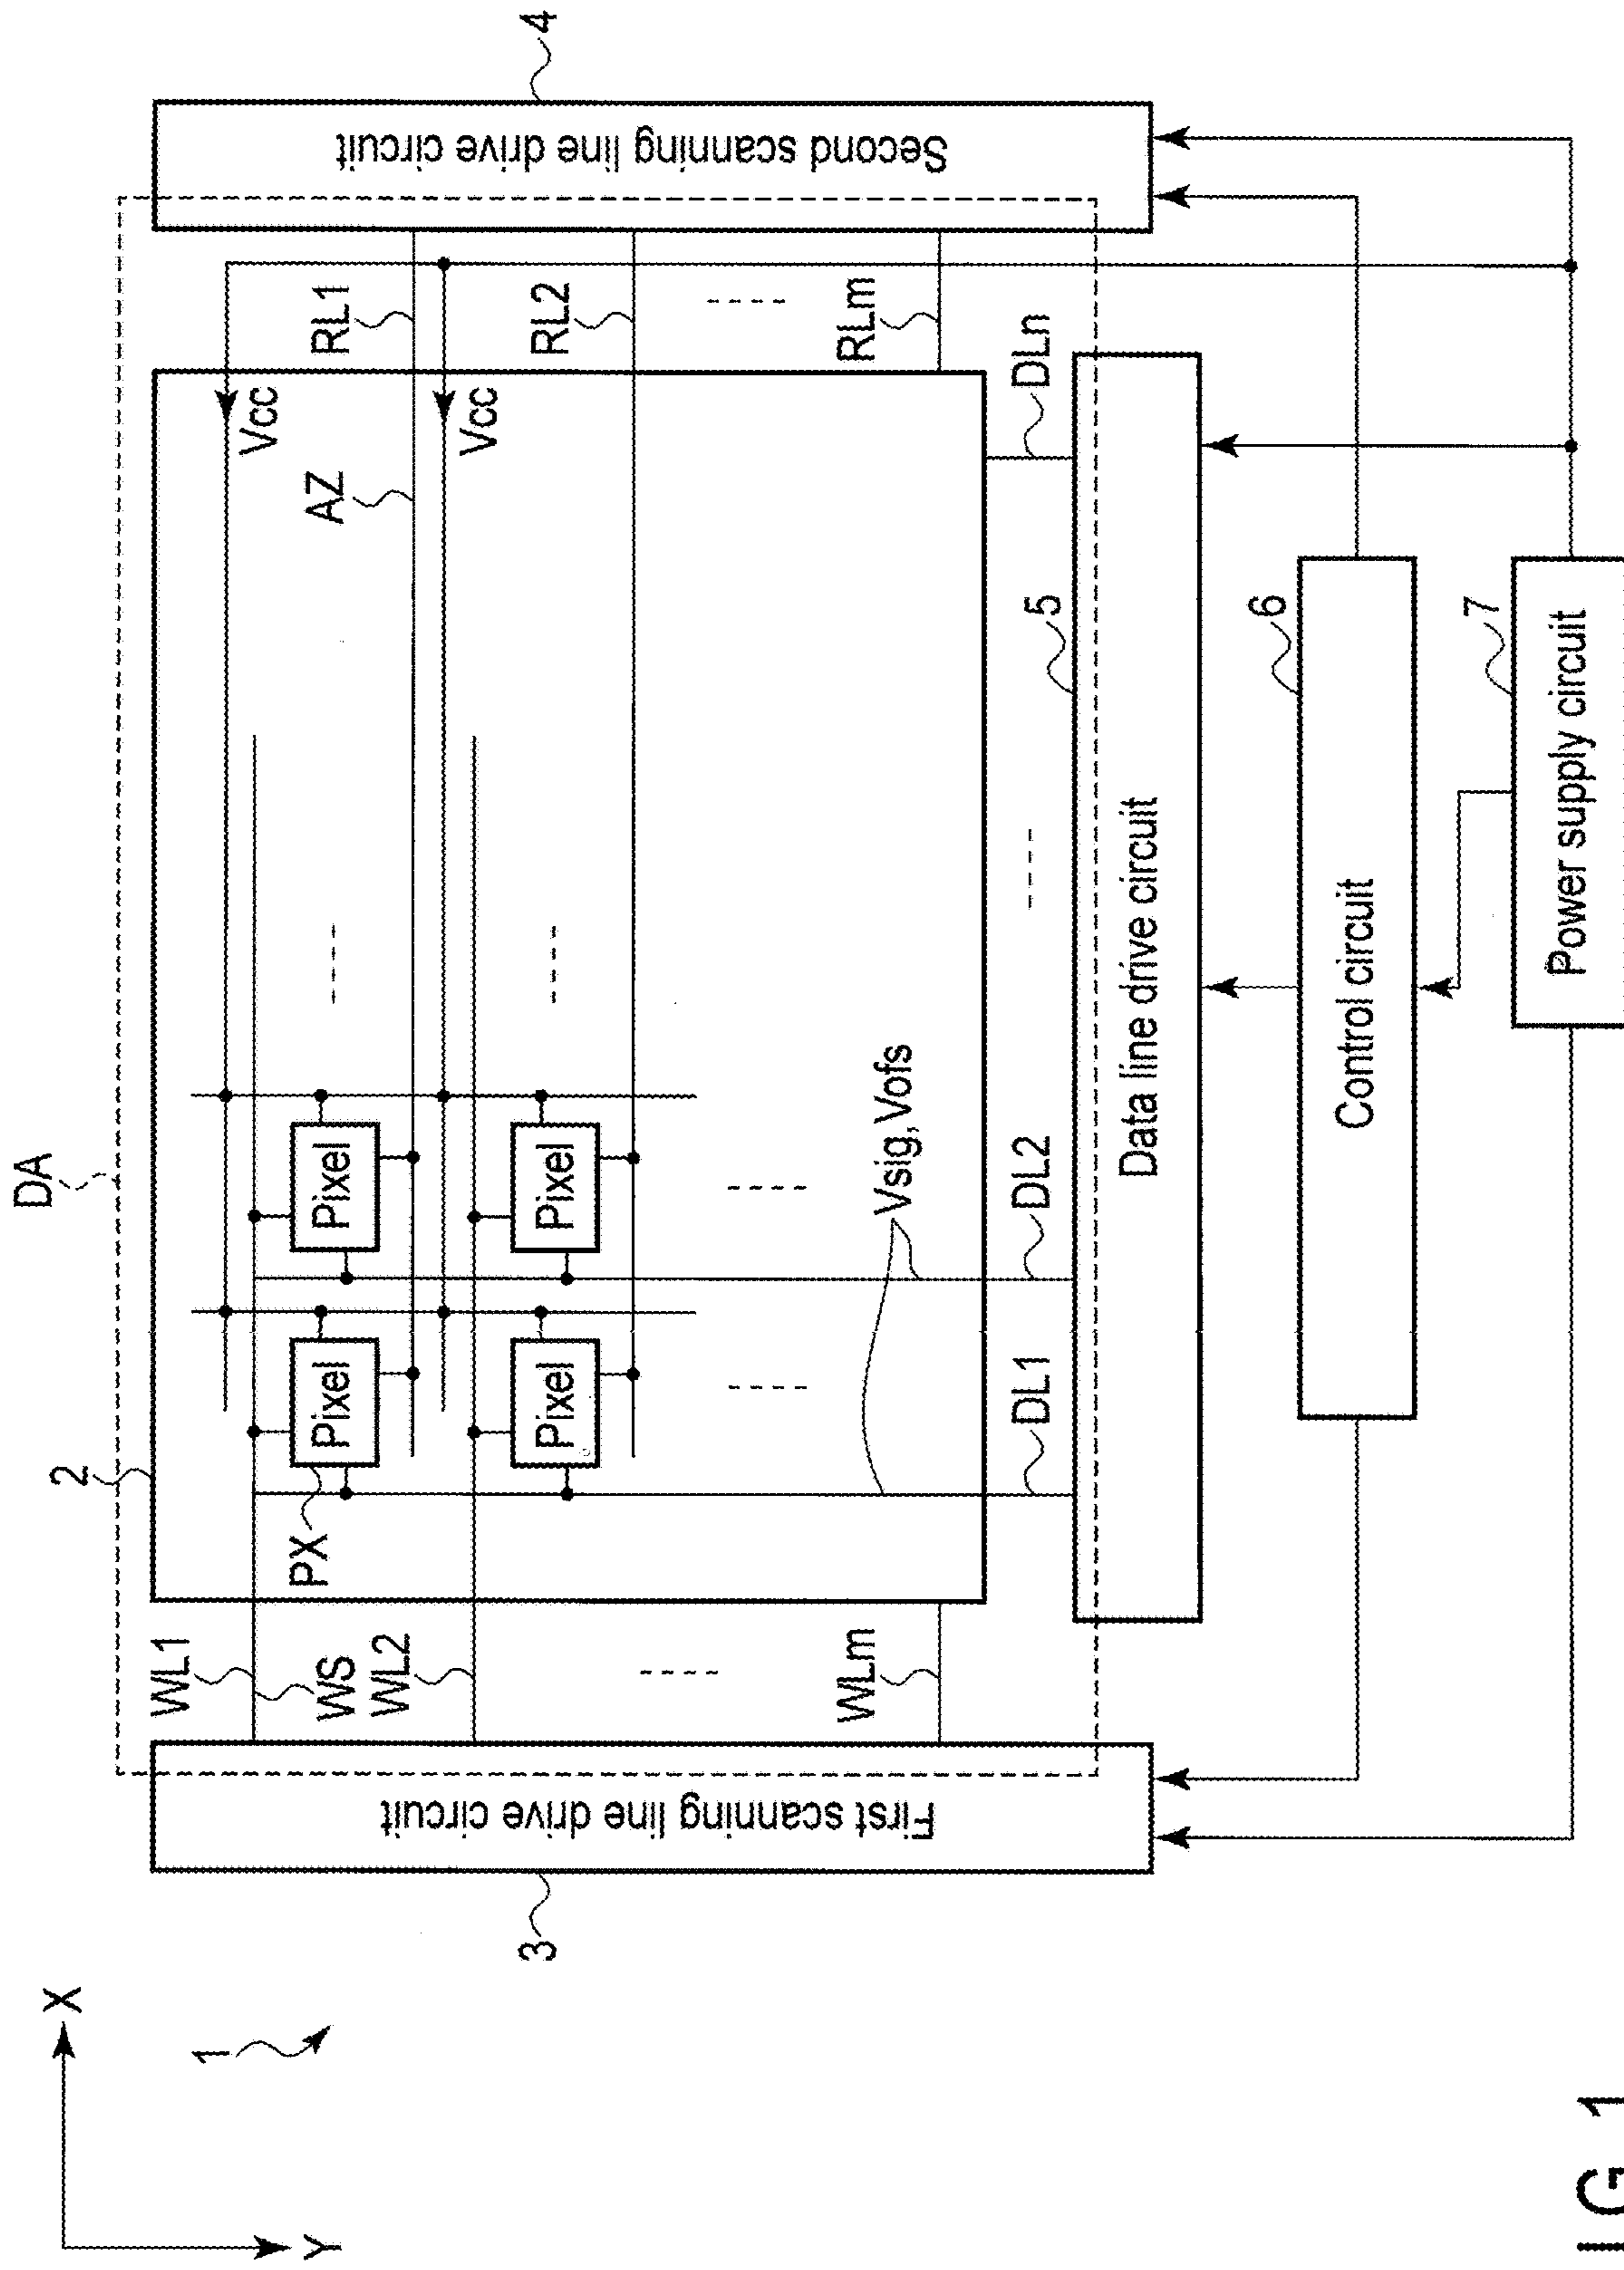 X
Y
1
DA
2
3
4
First scanning line drive circuit
Second scanning line drive circuit
WL1
WS
WL2
WLm
PX
Pixel
Pixel
Pixel
Pixel
Vcc
Vcc
AZ
RL1
RL2
RLm
Vsig, Vofs
DL1
DL2
DLn
5
Data line drive circuit
6
Control circuit
7
Power supply circuit
IG. 1